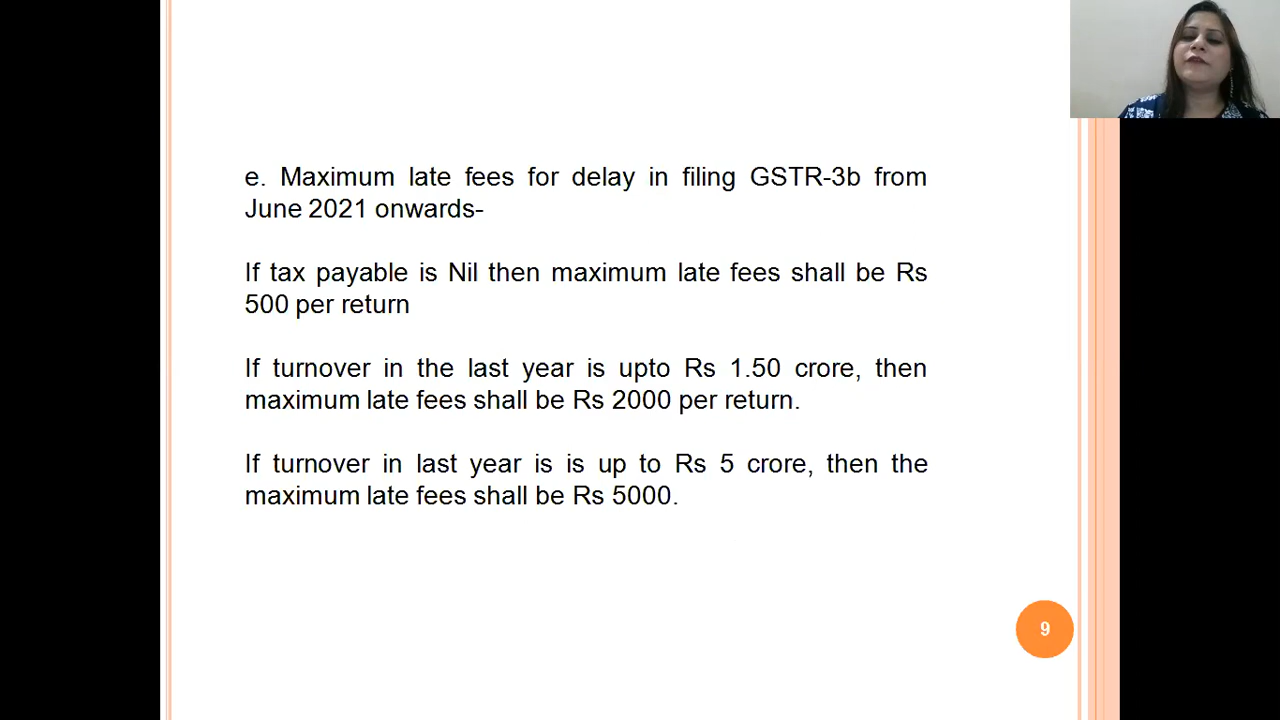 e. Maximum late fees for delay in filing GSTR-3b from
June 2021 onwards-
If tax payable is Nil then maximum late fees shall be Rs
500 per return
If turnover in the last year is upto Rs 1.50 crore, then
maximum late fees shall be Rs 2000 per return.
If turnover in last year is is up to Rs 5 crore, then the
maximum late fees shall be Rs 5000.
9